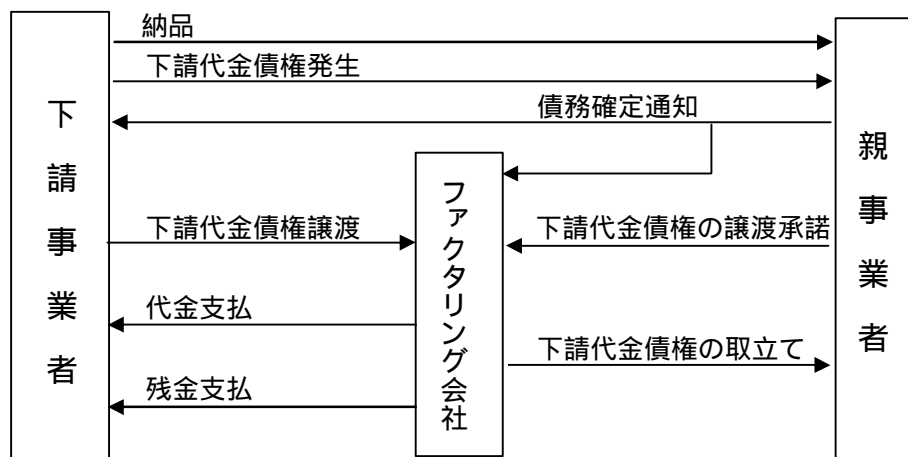 納品
下請代金債権発生
債務確定通知
下請事業者
親事業者
ファクタリング会社
下請代金債権譲渡
下請代金債権の譲渡承諾
代金支払
下請代金債権の取立て
残金支払